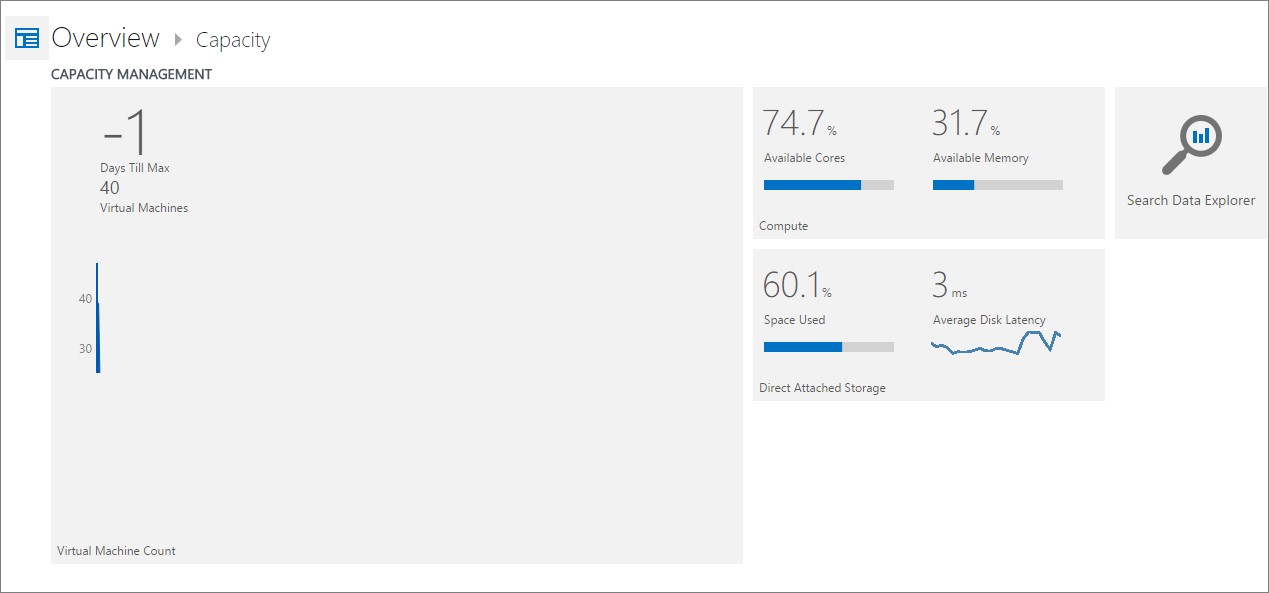 Overview Capacity
CAPACITY MANAGEMENT
-1
Days Till Max
40
Virtual Machines
40
30
Virtual Machine Count
74.7% 31.7%
Available Cores Available Memory
Compute
60.1% 3 ms
Space Used Average Disk Latency
Direct Attached Storage
Search Data Explorer